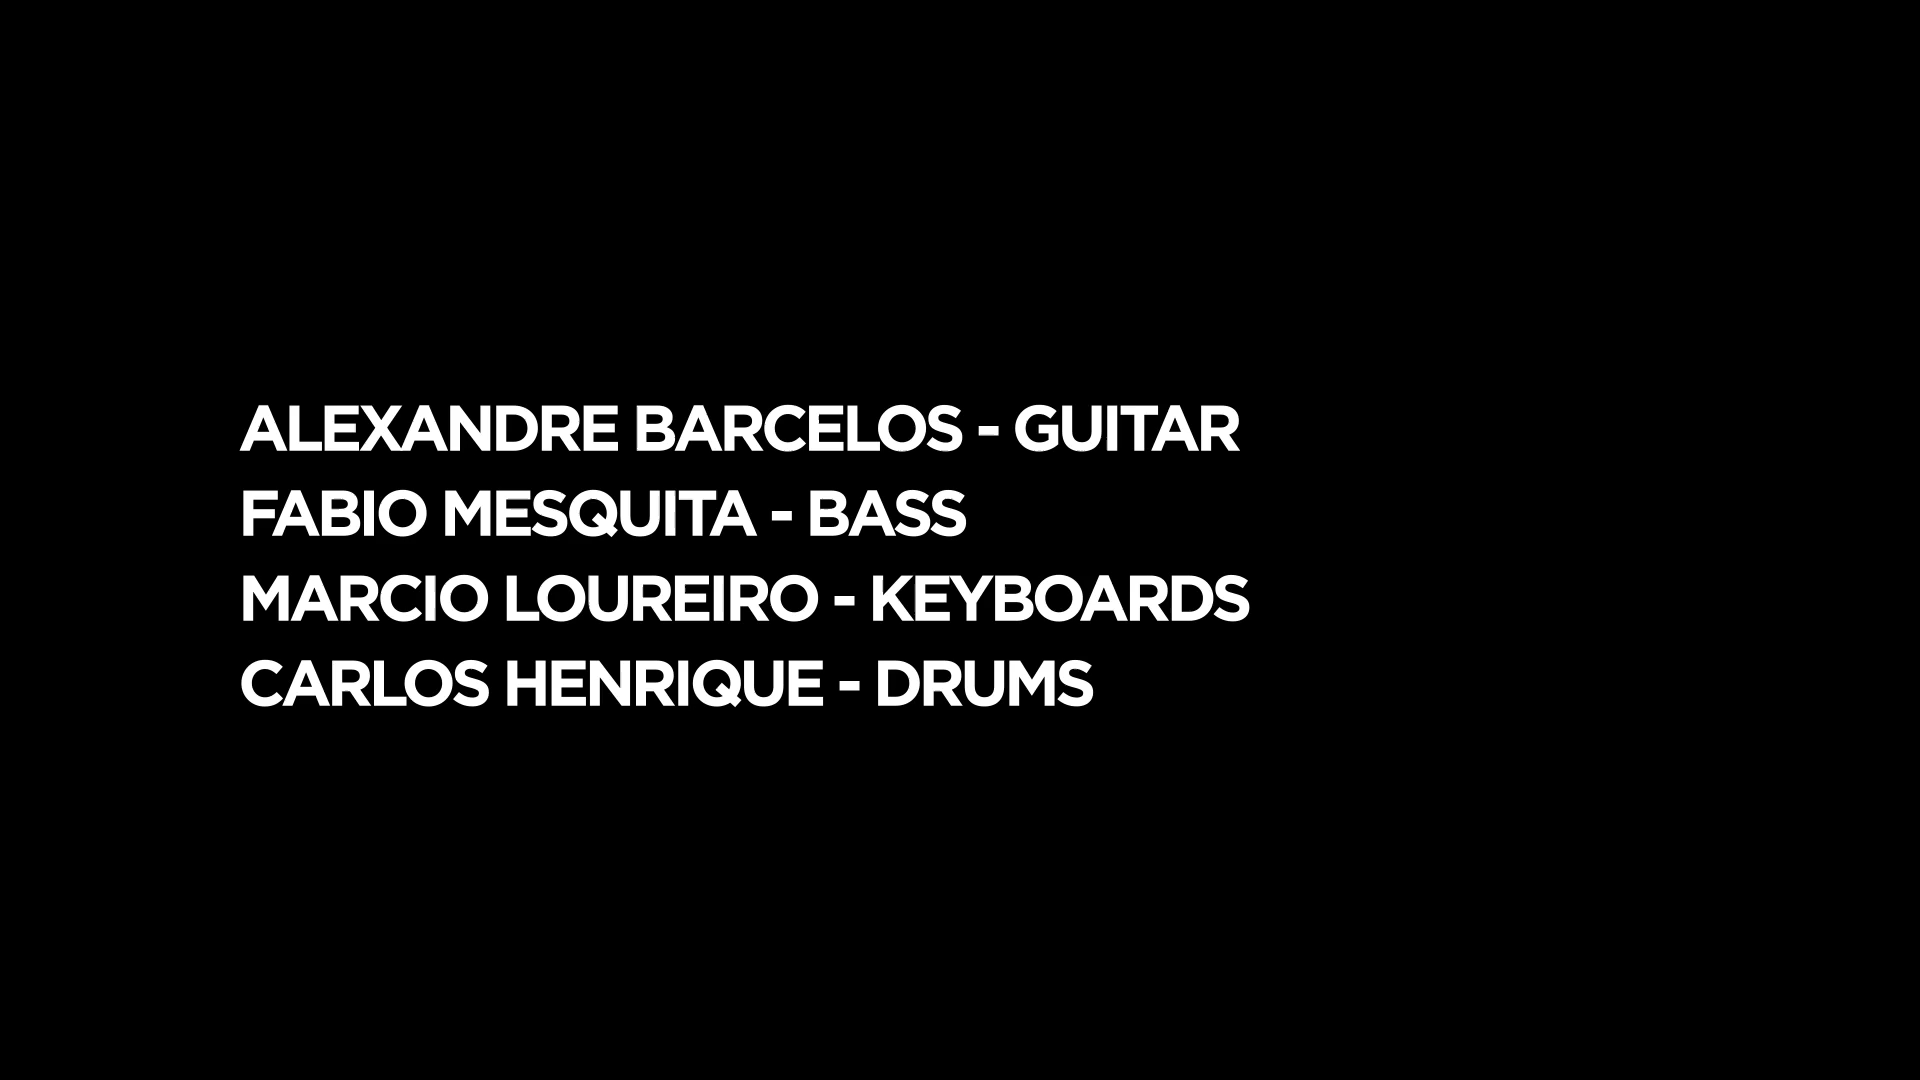 ALEXANDRE BARCELOS - GUITAR
FABIO MESQUITA - BASS
MARCIO LOUREIRO - KEYBOARDS
CARLOS HENRIQUE - DRUMS